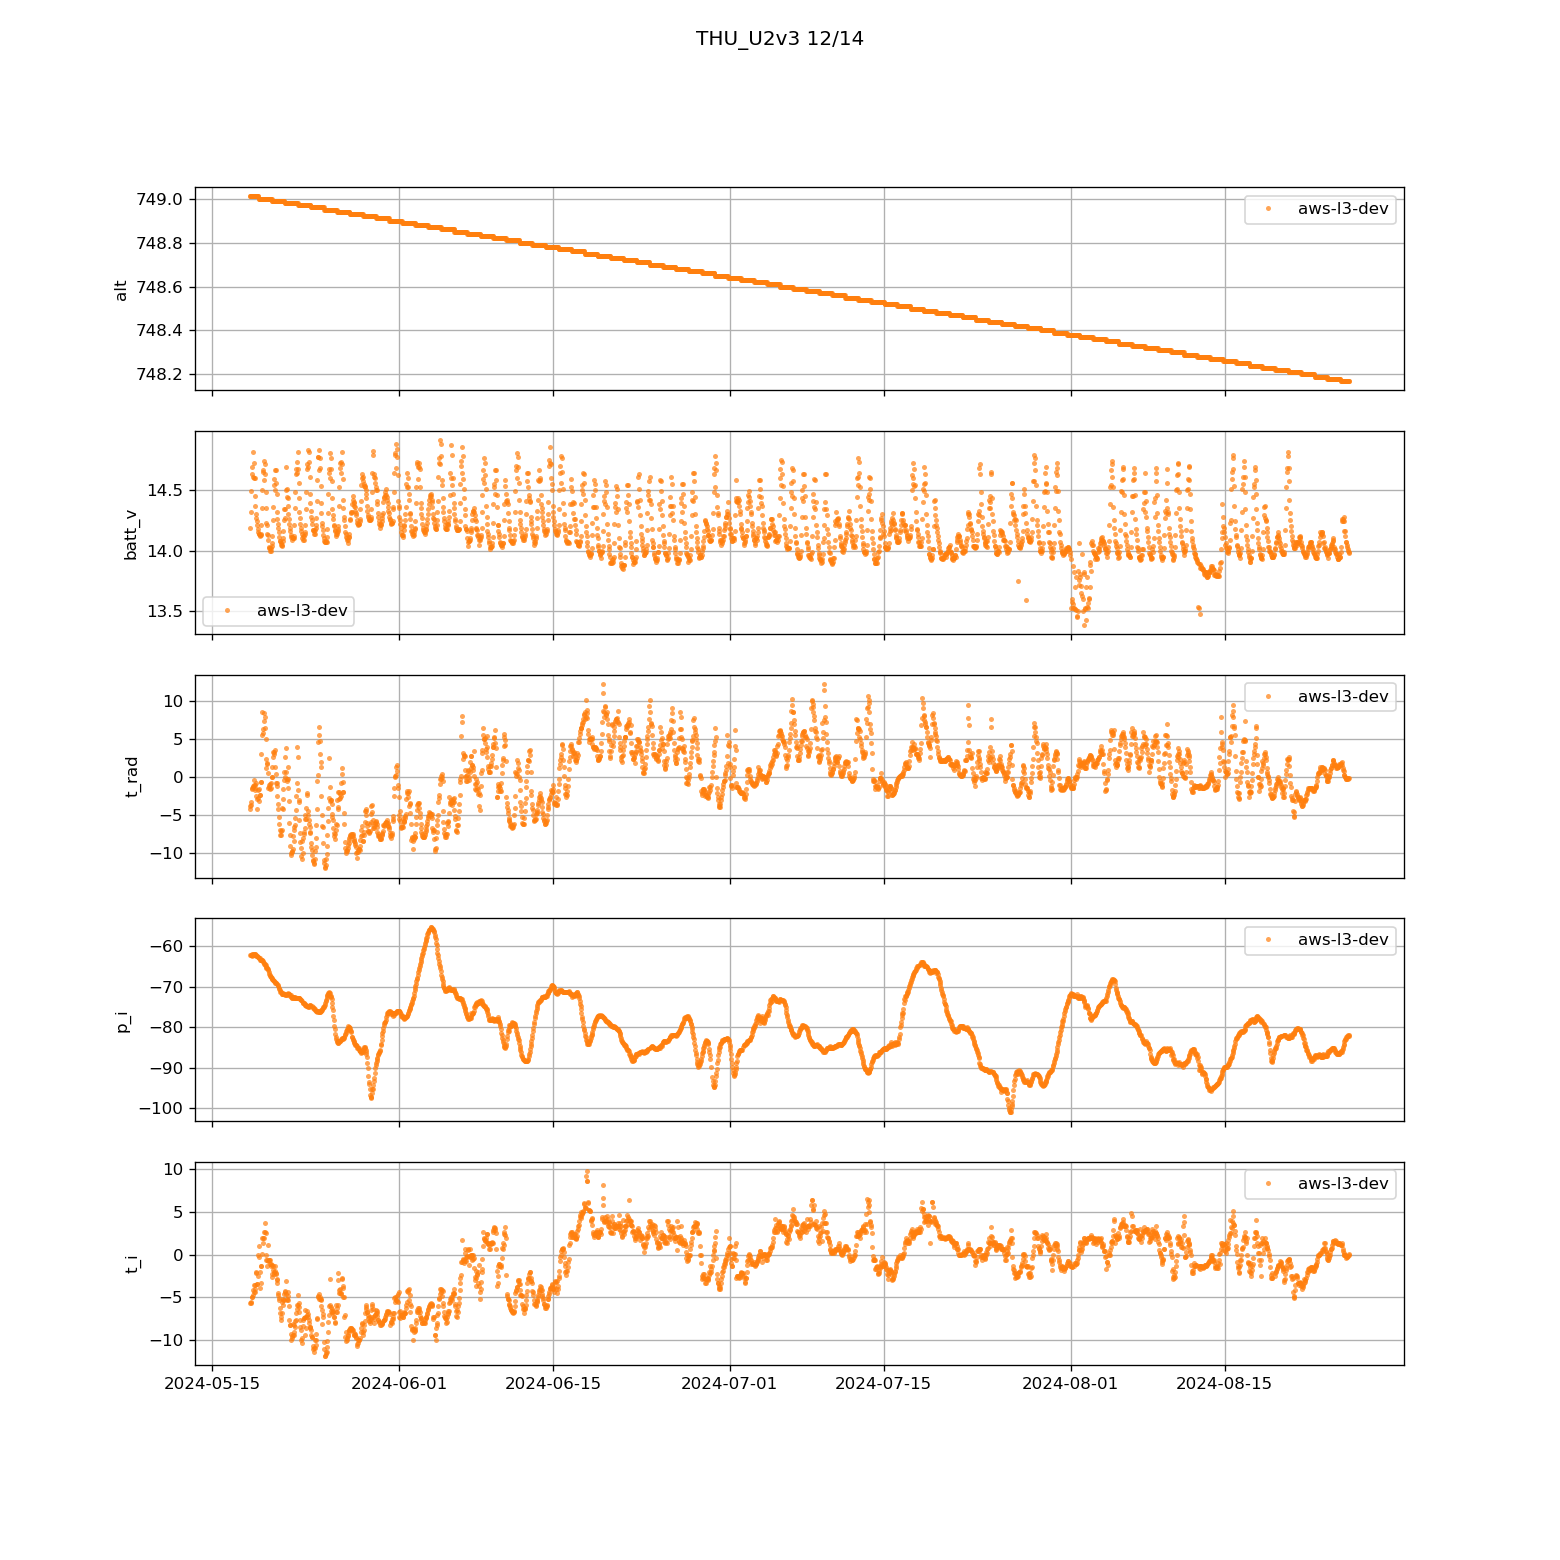 THU_U2v3 12/14
749.0
748.8
748.6
748.4
748.2
alt
aws-l3-dev
14.5
14.0
13.5
batt_v
aws-l3-dev
10
5
0
−5
−10
t_rad
aws-l3-dev
−60
−70
−80
−90
−100
p_i
aws-l3-dev
10
5
0
−5
−10
t_i
aws-l3-dev
2024-05-15 2024-06-01 2024-06-15 2024-07-01 2024-07-15 2024-08-01 2024-08-15